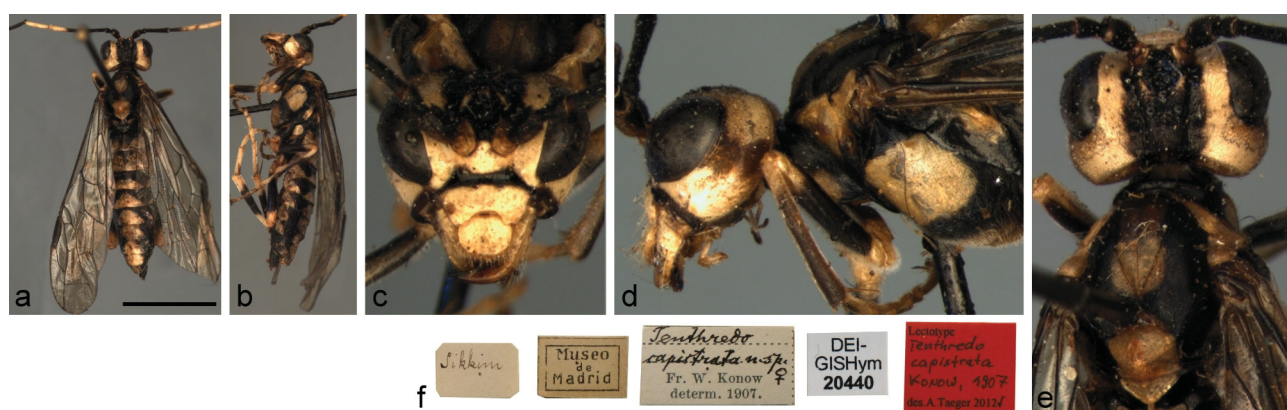 a
b
c
d
e
f
Sikkim
Museo
de
Madrid
Tenthredo
capistrata n. sp.
Fr. W. Konow ♀
determ. 1907.
DEI-
GISHym
20440
Lectotype
Tenthredo
capistrata
Konow, 1907
des. A. Taeger 2012